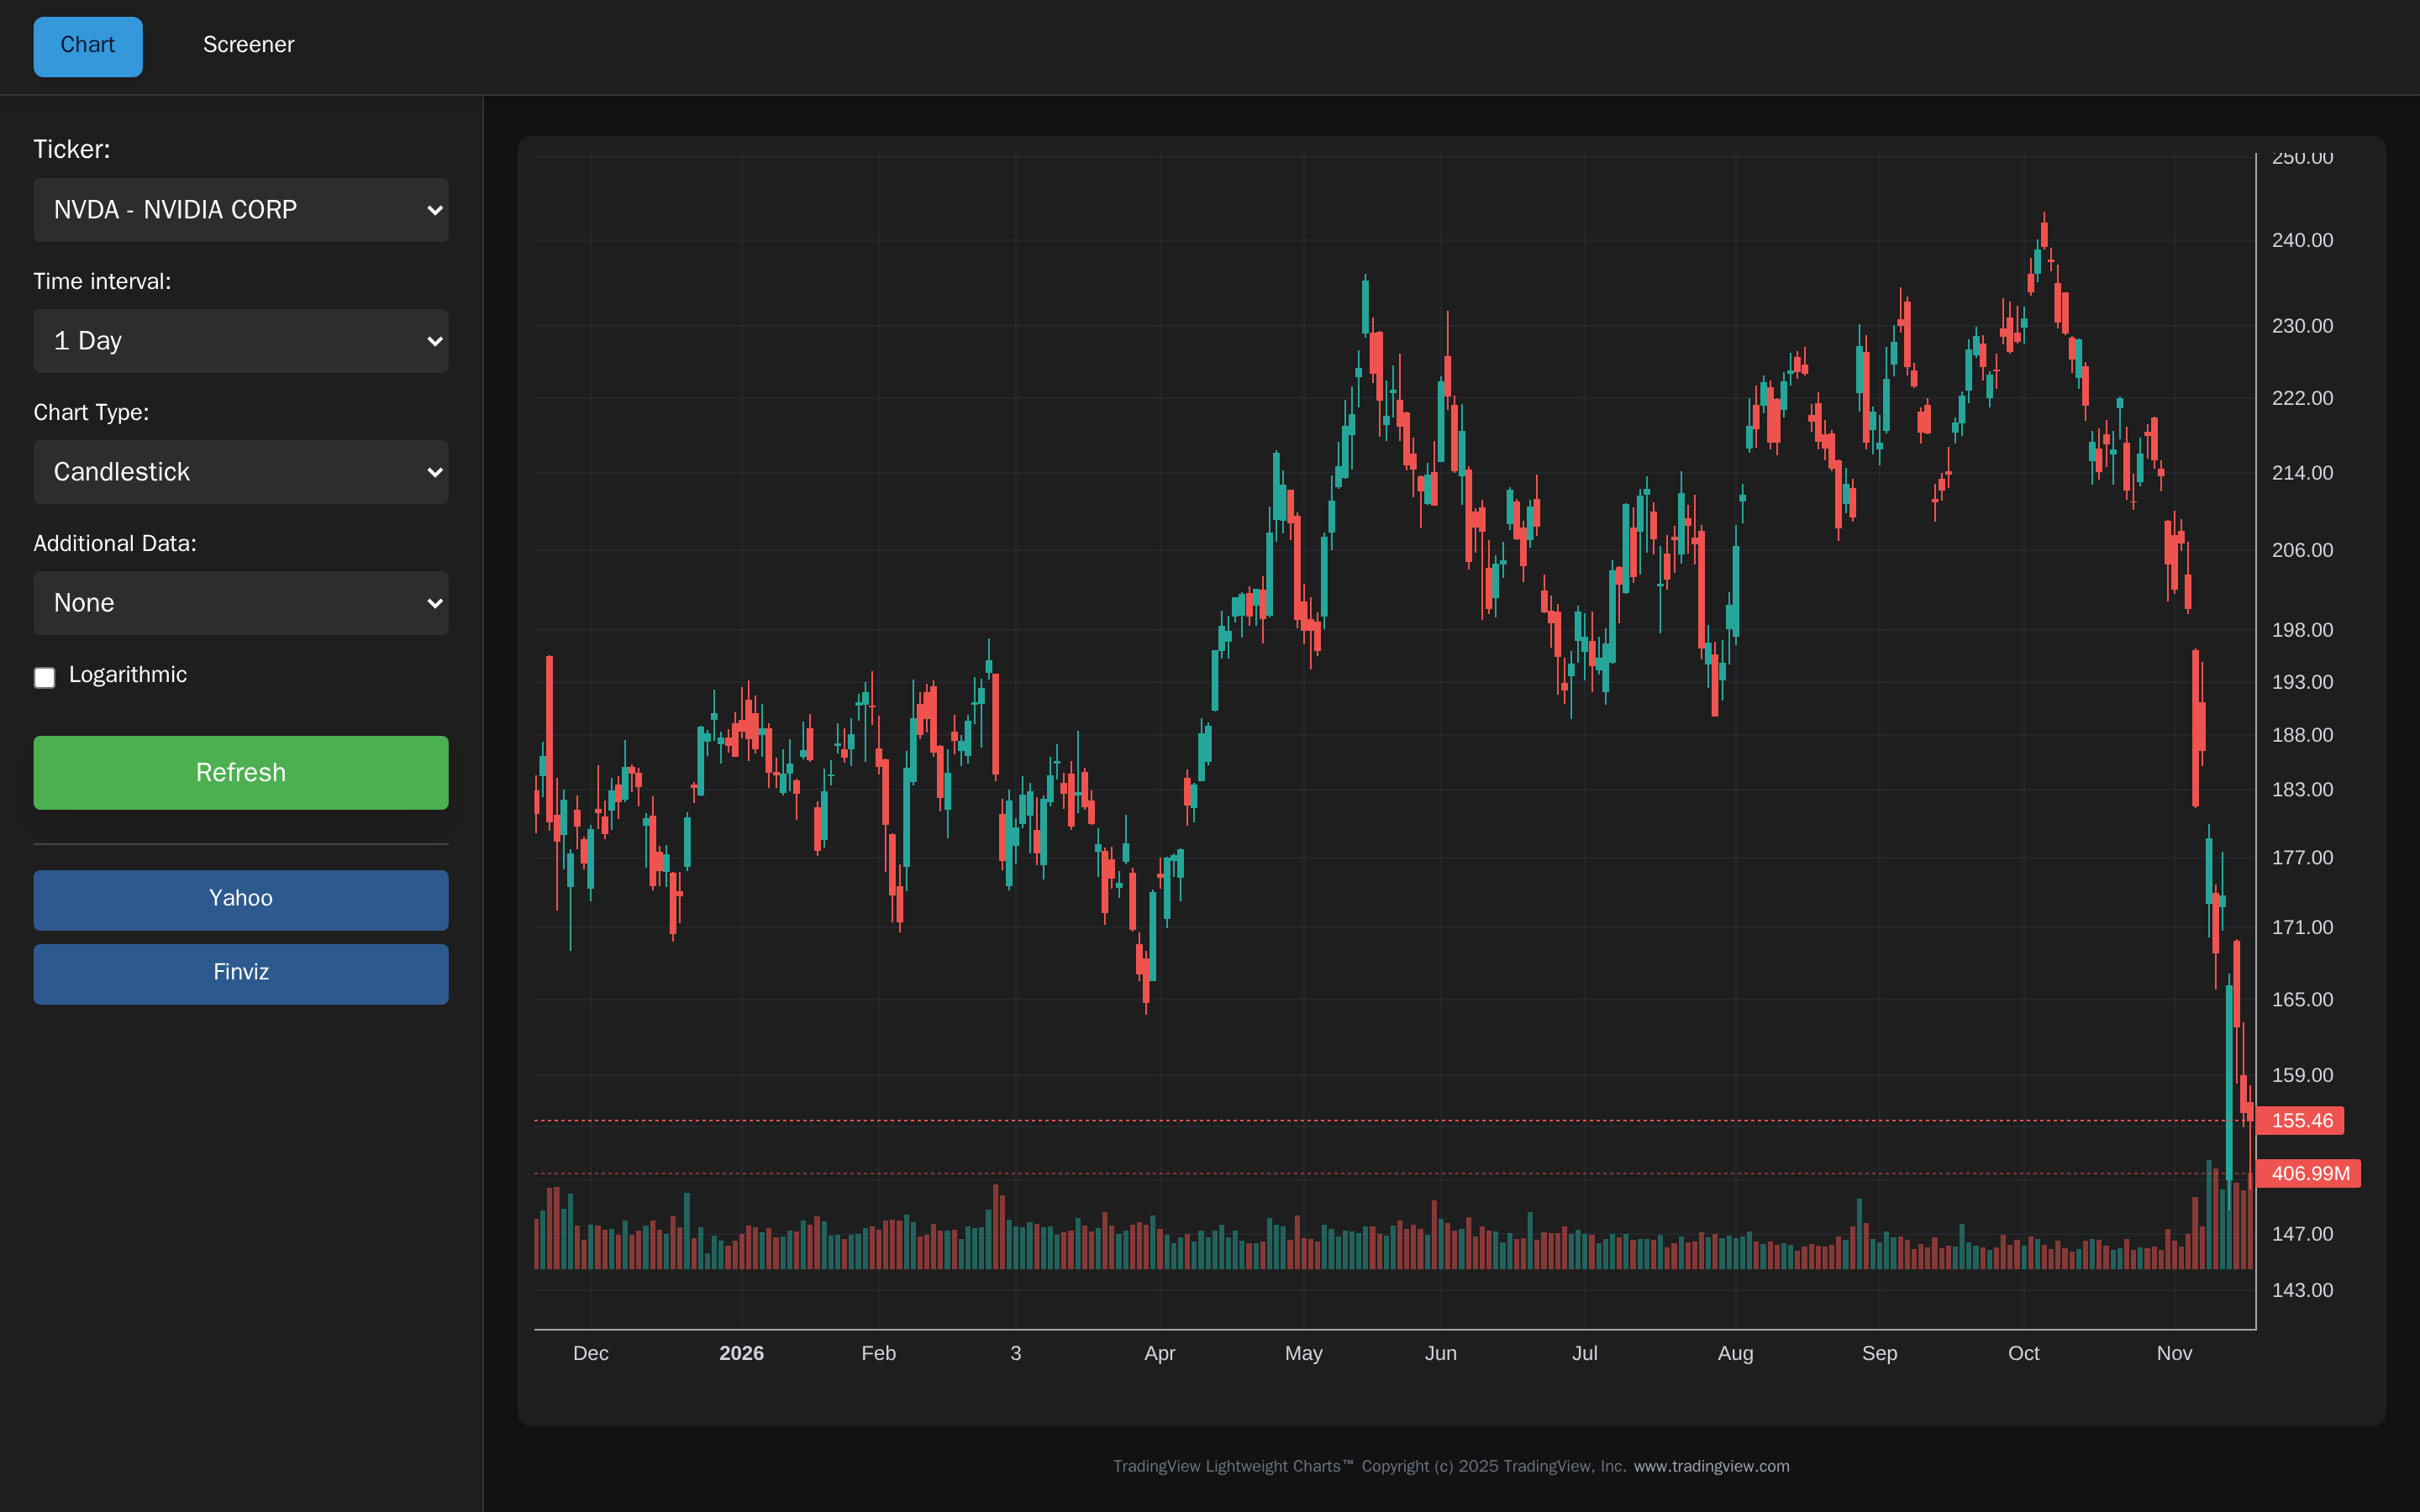 Chart
Screener
Ticker:
NVDA - NVIDIA CORP
Time interval:
1 Day
Chart Type:
Candlestick
Additional Data:
None
Logarithmic
Refresh
Yahoo
Finviz
250.00
240.00
230.00
222.00
214.00
206.00
198.00
193.00
188.00
183.00
177.00
171.00
165.00
159.00
155.46
406.99M
147.00
143.00
Dec 2026 Feb 3 Apr May Jun Jul Aug Sep Oct Nov
TradingView Lightweight Charts™ Copyright (c) 2025 TradingView, Inc. www.tradingview.com